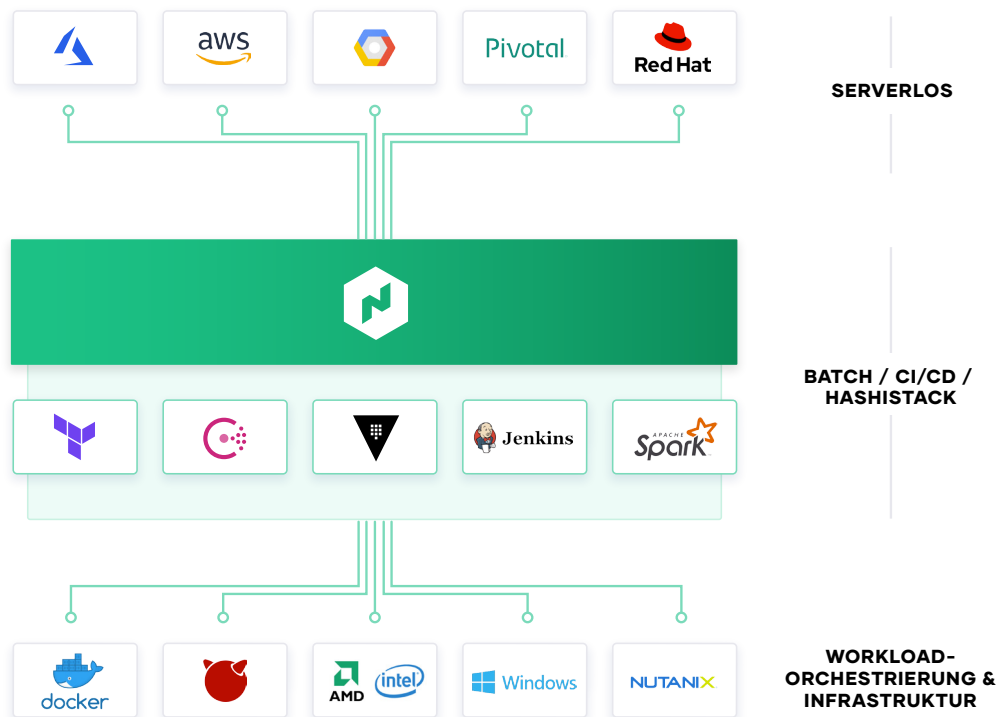 aws
Pivotal
Red Hat
SERVERLOS
BATCH / CI/CD /
HASHISTACK
Jenkins
APACHE
Spark
docker
AMD
intel
Windows
NUTANIX
WORKLOAD-
ORCHESTRIERUNG &
INFRASTRUKTUR